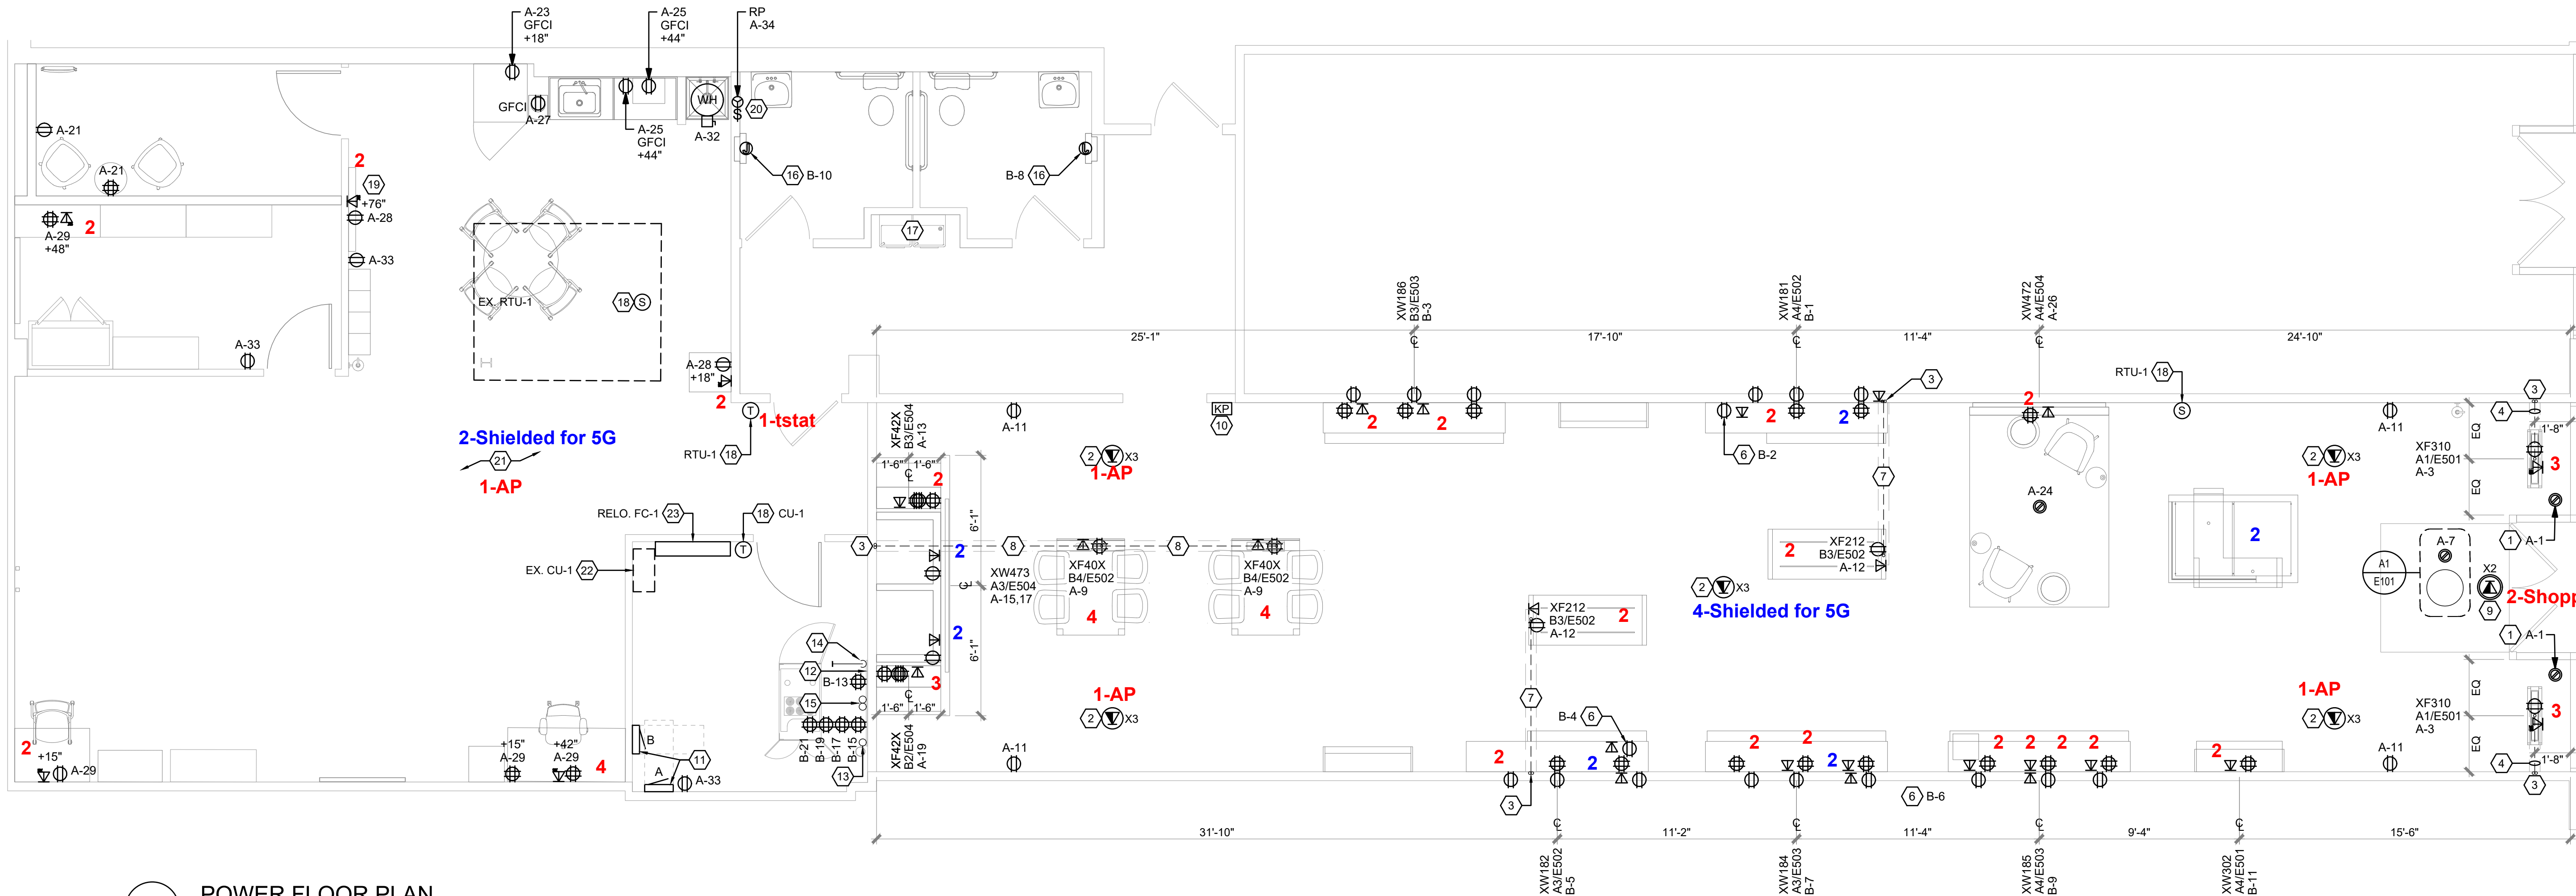 A-23
GFCI
+18"
A-25
GFCI
+44"
RP
A-34
GFCI
A-27
A-25
GFCI
+44"
WH
A-32
$
20
A-21
A-21
2
19
+76"
A-28
A-29
+48"
2
A-33
A-33
16
B-10
B-8
16
17
EX. RTU-1
18
S
A-28
+18"
2
T
1-tstat
RTU-1
18
2-Shielded for 5G
21
1-AP
RELO. FC-1
23
18
CU-1
T
EX. CU-1
22
14
12
B-13
15
B-21
B-19
B-17
B-15
13
11
B
A
A-33
2
+15"
A-29
+15"
A-29
+42"
A-29
4
25'-1"
XW186
B3/E503
B-3
17'-10"
XW181
A4/E502
B-1
11'-4"
XW472
A4/E504
A-26
24'-10"
XF42X
B3/E504
A-13
1'-6"
1'-6"
2
A-11
2
X3
1-AP
KP
10
2
2
2
2
6
B-2
3
7
2
RTU-1
18
S
A-11
3
4
1'-8"
EQ
EQ
XF310
A1/E501
A-3
3
2
X3
1-AP
1
A-1
3
8
8
2
XW473
A3/E504
A-15,17
6'-1"
6'-1"
2
3
XF40X
B4/E502
A-9
4
XF40X
B4/E502
A-9
4
2
XF212
B3/E502
A-12
2
X3
4-Shielded for 5G
XF212
B3/E502
A-12
2
A-24
2
A1
E101
A-7
X2
9
2-Shopp
1
A-1
1'-6"
1'-6"
XF42X
B2/E504
A-19
1-AP
2
X3
A-11
7
B-4
6
2
2
3
2
2
2
6
B-6
2
2
2
2
2
1-AP
2
X3
XF310
A1/E501
A-3
EQ
EQ
3
A-11
4
1'-8"
3
31'-10"
XW182
A3/E502
B-5
11'-2"
XW184
A3/E503
B-7
11'-4"
XW185
A4/E503
B-9
9'-4"
XW302
A4/E501
B-11
15'-6"
POWER FLOOR PLAN